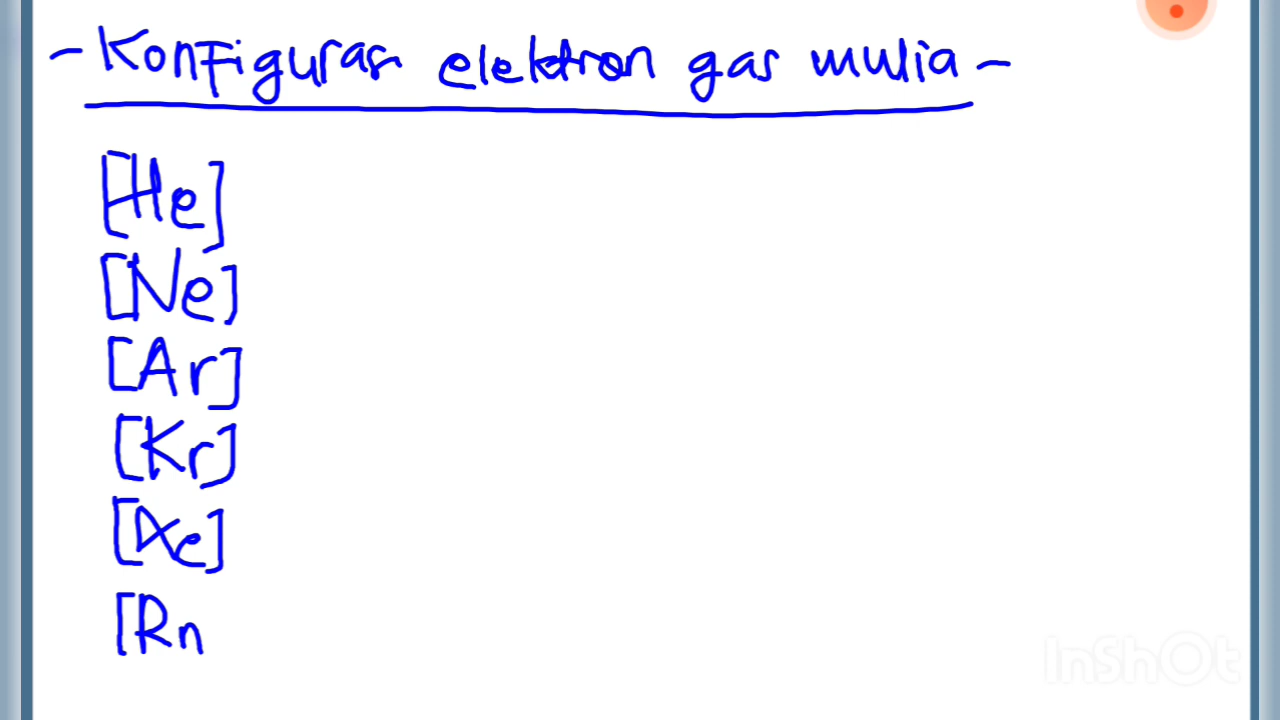 - Konfigurasi elektron gas mulia -
[He]
[Ne]
[Ar]
[Kr]
[Xe]
[Rn
InShOt